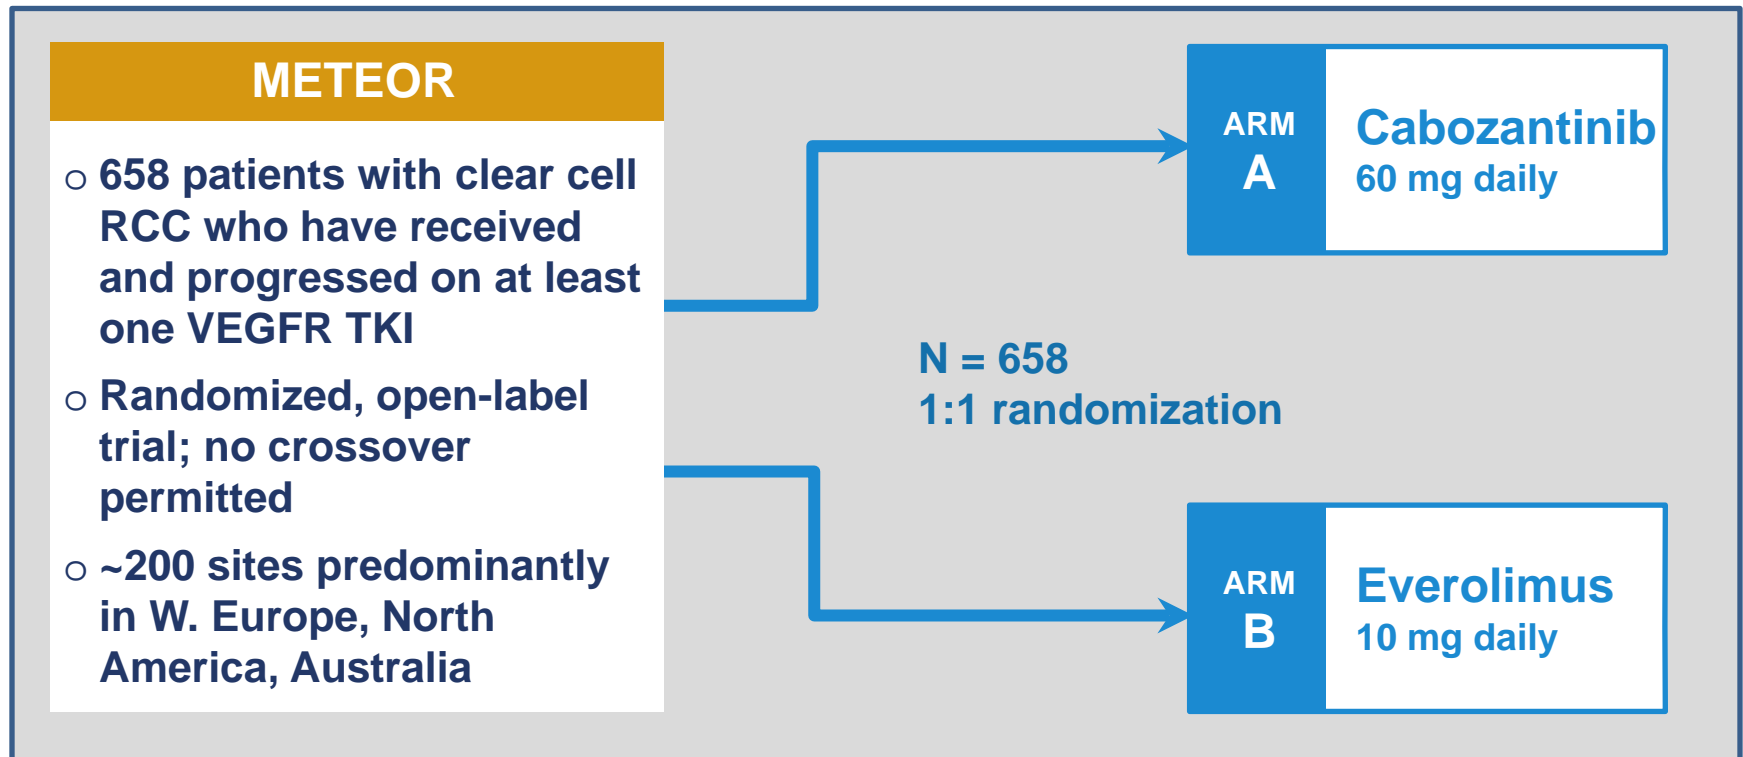 METEOR
○ 658 patients with clear cell
RCC who have received
and progressed on at least
one VEGFR TKI
○ Randomized, open-label
trial; no crossover
permitted
○ ~200 sites predominantly
in W. Europe, North
America, Australia
N = 658
1:1 randomization
ARM
A
Cabozantinib
60 mg daily
ARM
B
Everolimus
10 mg daily